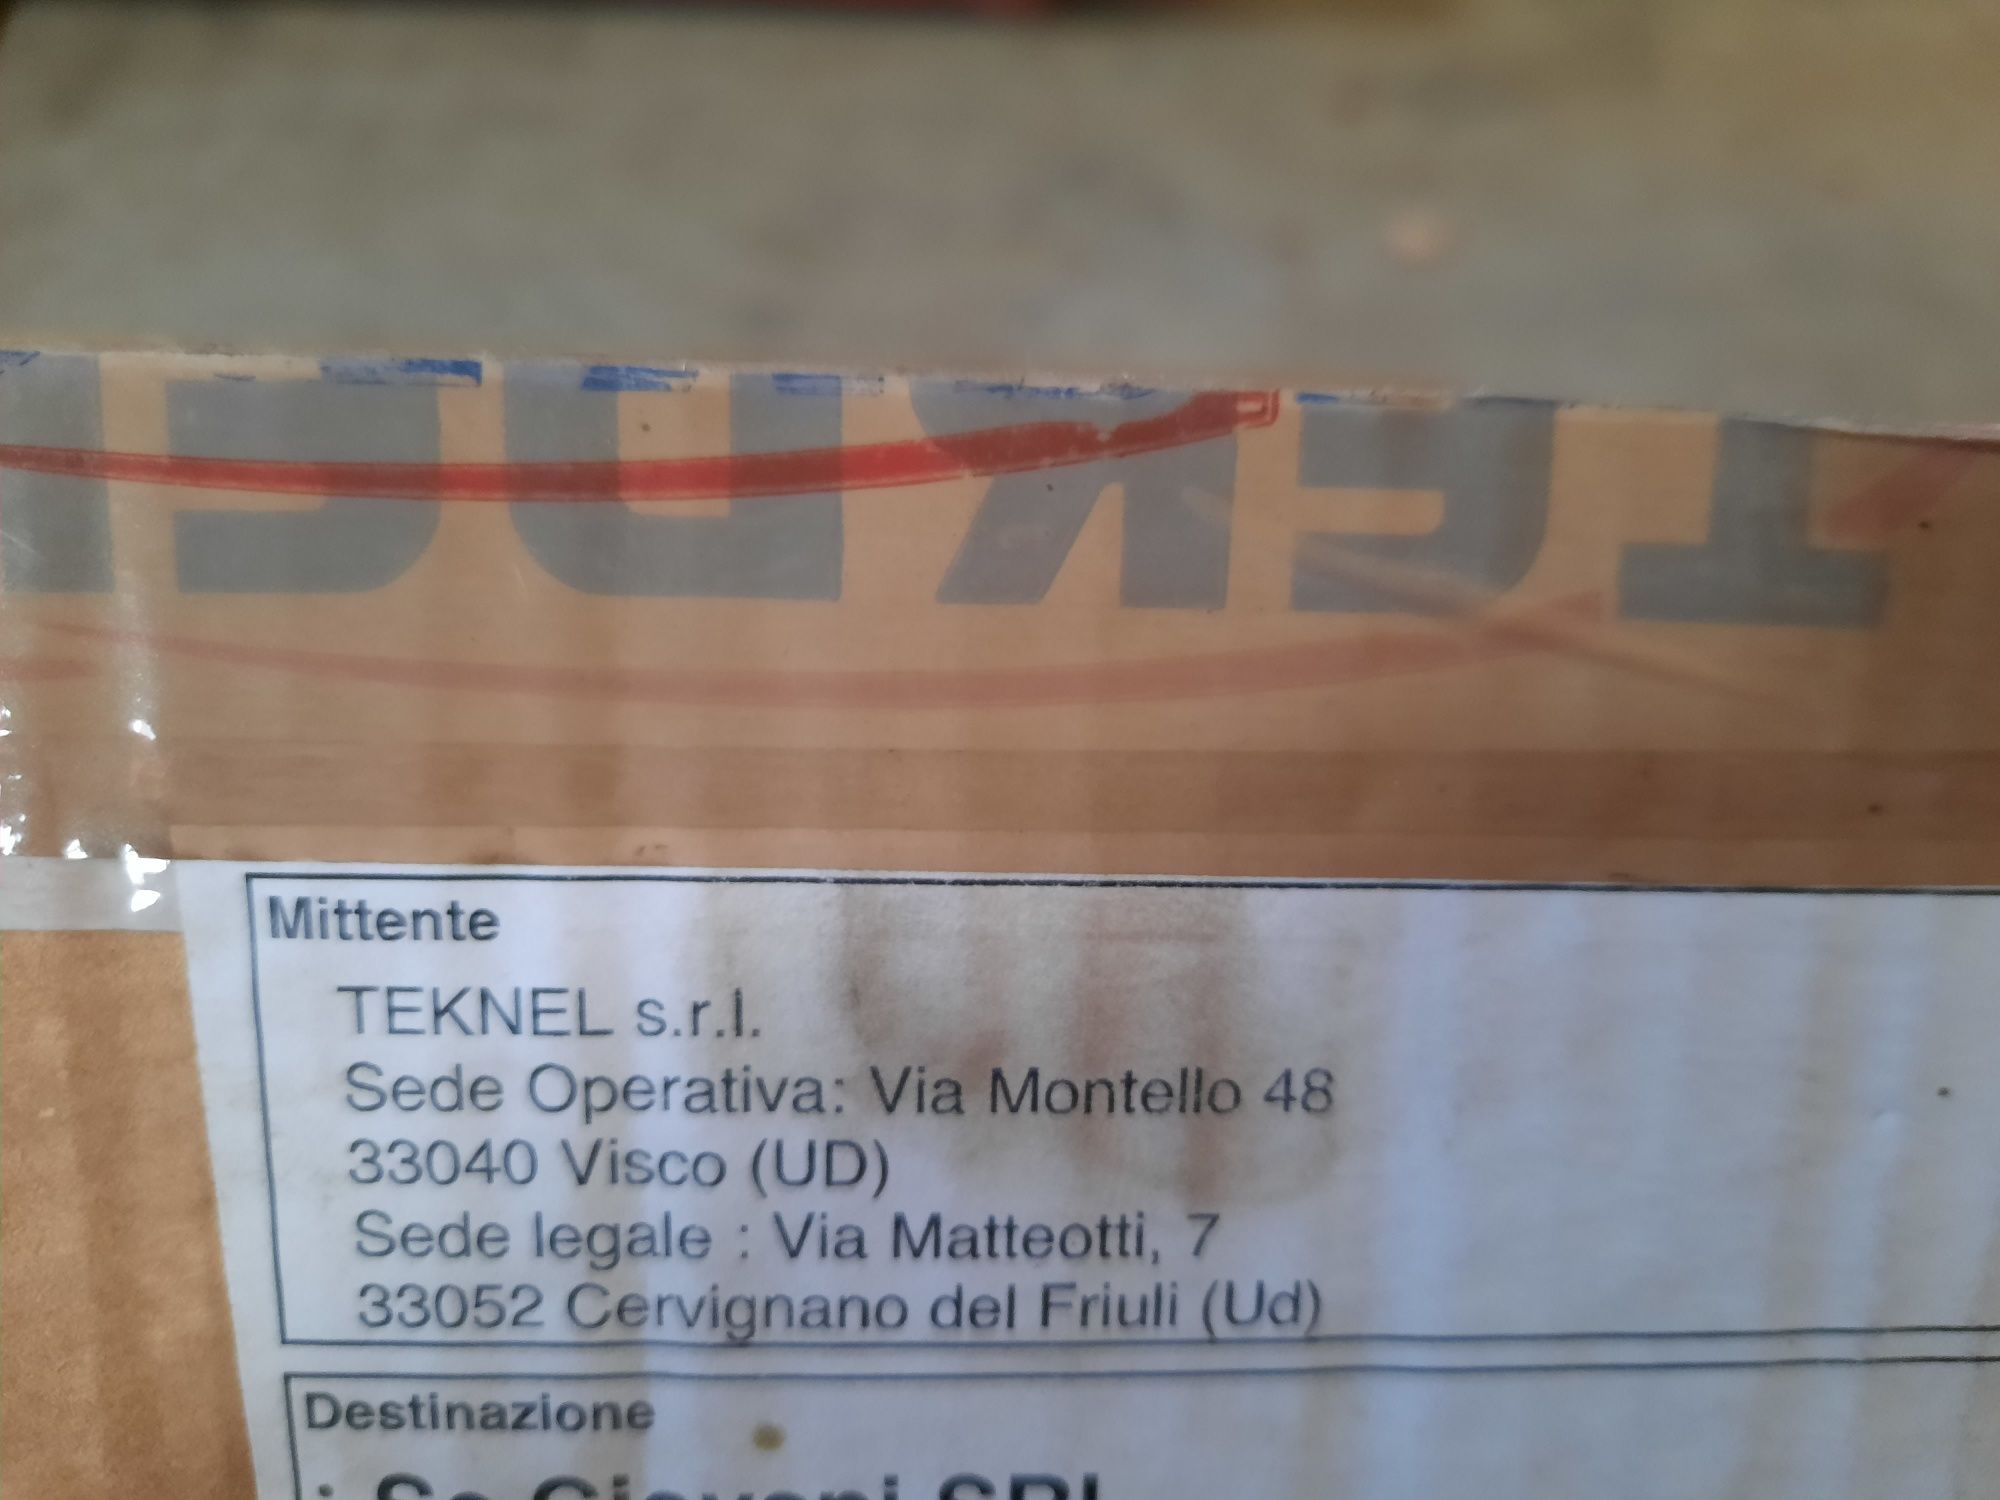 Mittente
TEKNEL s.r.l.
Sede Operativa: Via Montello 48
33040 Visco (UD)
Sede legale : Via Matteotti, 7
33052 Cervignano del Friuli (Ud)
Destinazione
SRL